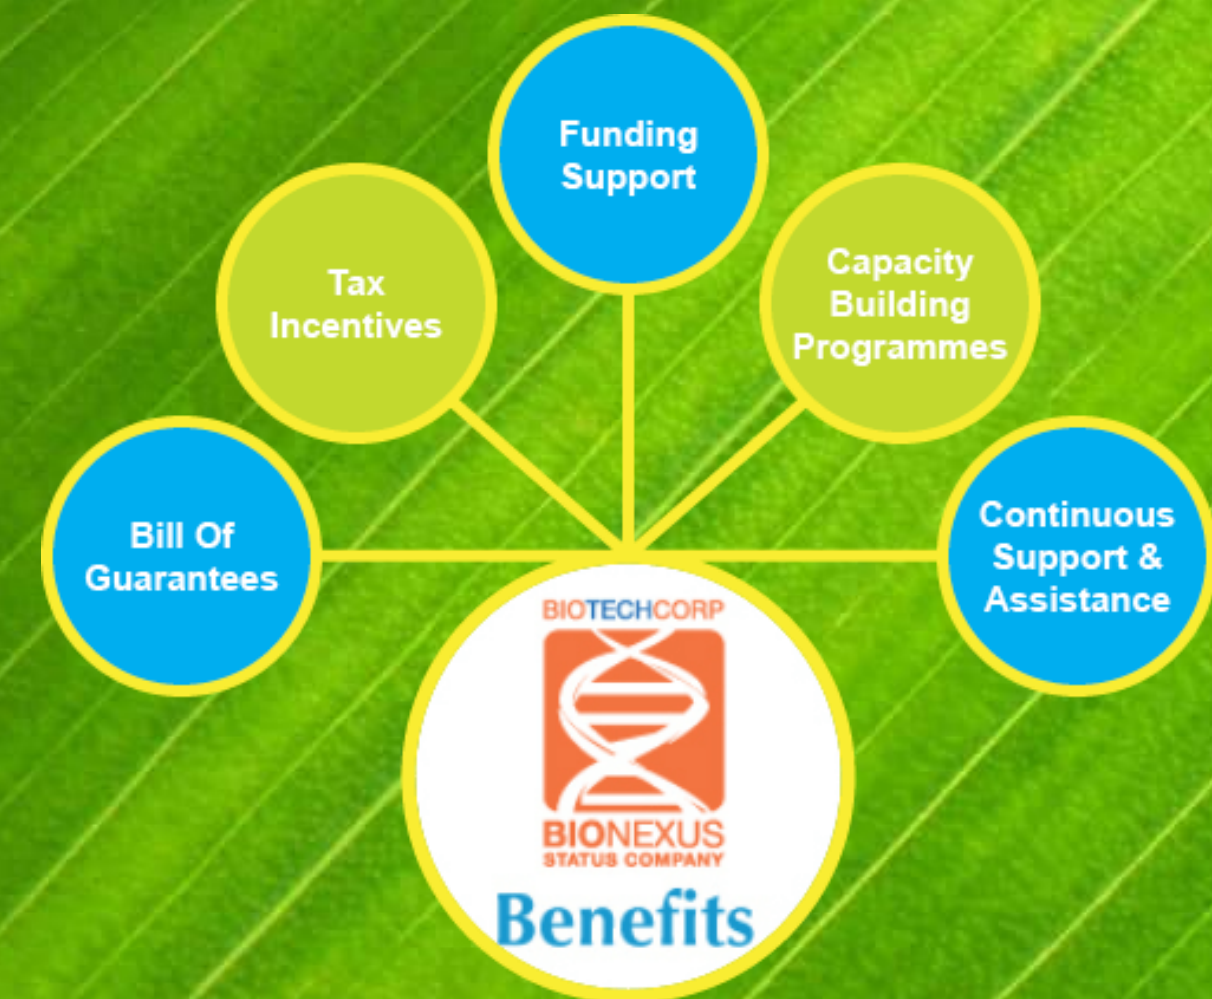 Funding
Support
Tax
Incentives
Capacity
Building
Programmes
Bill Of
Guarantees
Continuous
Support &
Assistance
BIOTECHCORP
BIONEXUS
STATUS COMPANY
Benefits